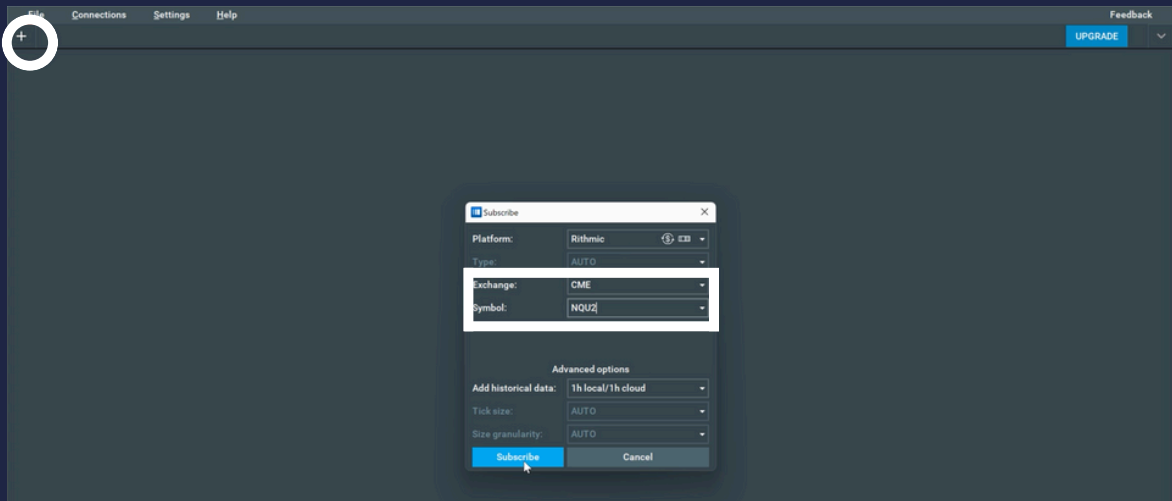 File Connections Settings Help Feedback
+ UPGRADE
Subscribe
Platform: Rithmic
Type: AUTO
Exchange: CME
Symbol: NQU2
Advanced options
Add historical data: 1h local/1h cloud
Tick size: AUTO
Size granularity: AUTO
Subscribe Cancel